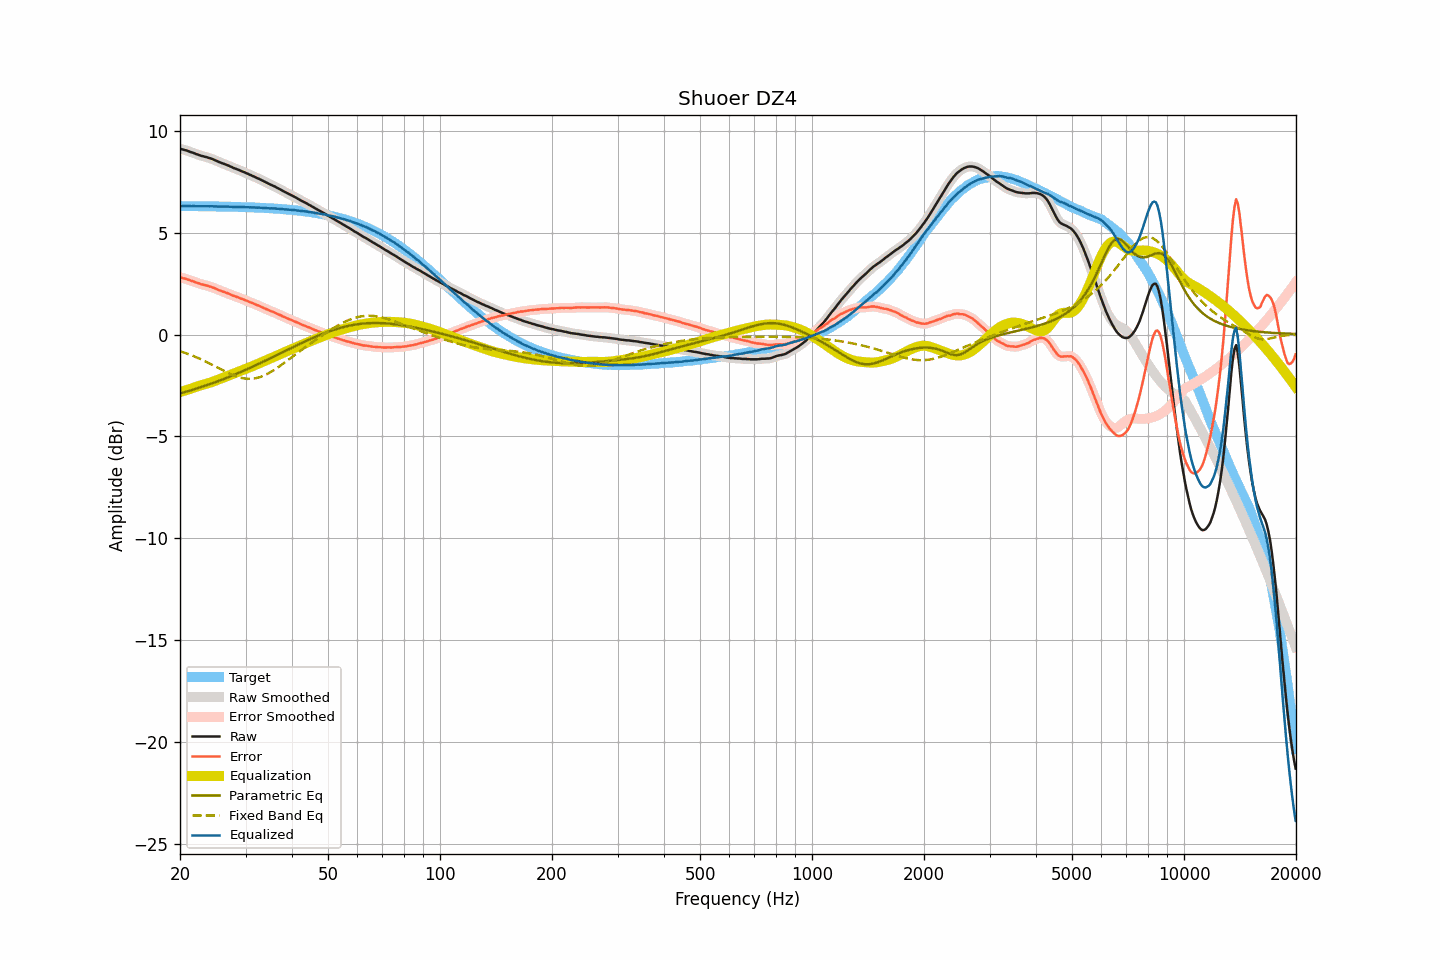 Shuoer DZ4
Amplitude (dBr)
10
5
0
−5
−10
−15
−20
−25
Target
Raw Smoothed
Error Smoothed
Raw
Error
Equalization
Parametric Eq
Fixed Band Eq
Equalized
20 50 100 200 500 1000 2000 5000 10000 20000
Frequency (Hz)